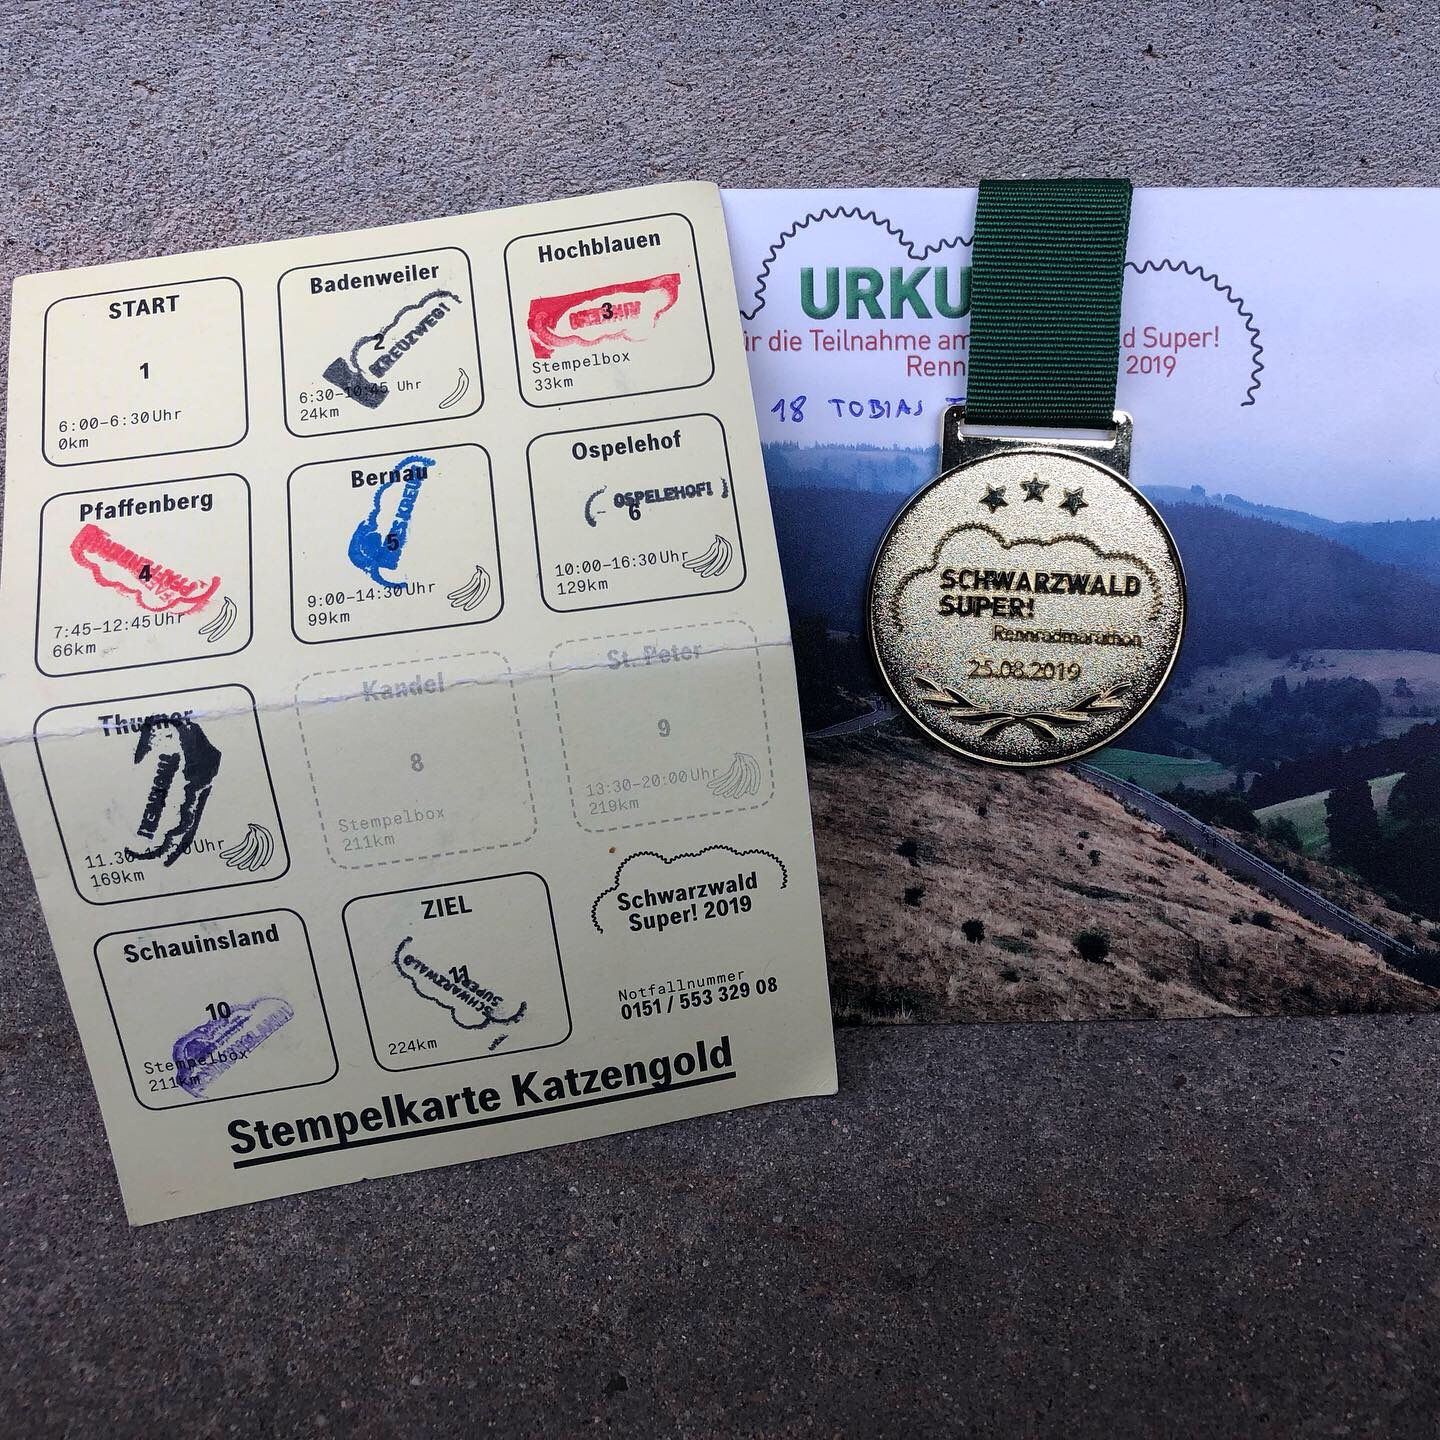 START
1
6:00-6:30 Uhr
0km
Badenweiler
2
KREUZWEG!
6:30-10:45 Uhr
24km
Hochblauen
3
Stempelbox
33km
Pfaffenberg
4
7:45-12:45 Uhr
66km
Bernau
5
9:00-14:30 Uhr
99km
Ospelehof
OSPELEHOF!
6
10:00-16:30 Uhr
129km
Thurner
Uhr
169km
Kandel
8
Stempelbox
211km
St. Peter
9
13:30-20:00 Uhr
219km
Schauinsland
10
Stempelbox
211km
ZIEL
11
SCHWARZWALD
SUPER!
224km
Schwarzwald
Super! 2019
Notfallnummer
0151 / 553 329 08
Stempelkarte Katzengold
URKU
ür die Teilnahme am d Super!
Renn 2019
18 TOBIAS
SCHWARZWALD
SUPER!
Rennradmarathon
25.08.2019